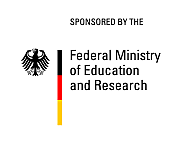 SPONSORED BY THE
Federal Ministry
of Education
and Research